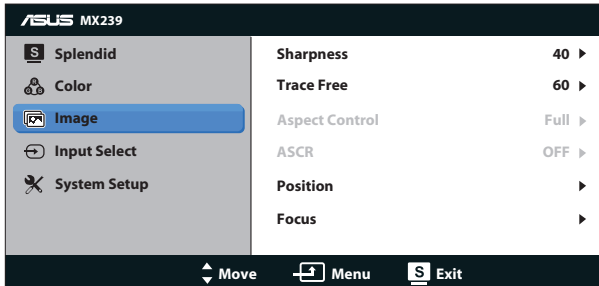 ASUS MX239
S Splendid
Color
Image
Input Select
System Setup
Sharpness 40
Trace Free 60
Aspect Control Full
ASCR OFF
Position
Focus
Move Menu S Exit